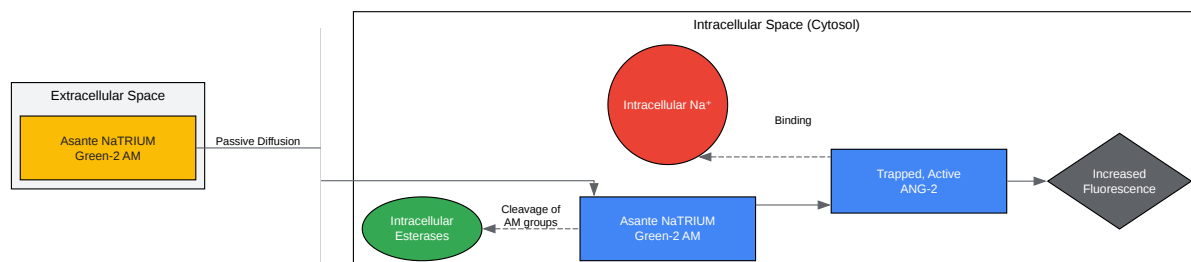 Intracellular Space (Cytosol)
Extracellular Space
Asante NaTRIUM
Green-2 AM
Passive Diffusion
Intracellular Na⁺
Binding
Trapped, Active
ANG-2
Increased
Fluorescence
Intracellular
Esterases
Cleavage of
AM groups
Asante NaTRIUM
Green-2 AM